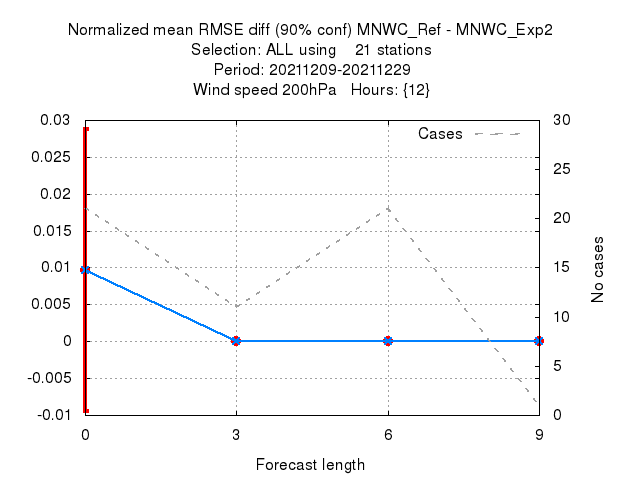 Normalized mean RMSE diff (90% conf) MNWC_Ref - MNWC_Exp2
Selection: ALL using    21 stations
Period: 20211209-20211229
Wind speed 200hPa   Hours: {12}
0.03
0.025
0.02
0.015
0.01
0.005
0
-0.005
-0.01
30
25
20
15
10
5
0
Cases
No cases
0
3
6
9
Forecast length